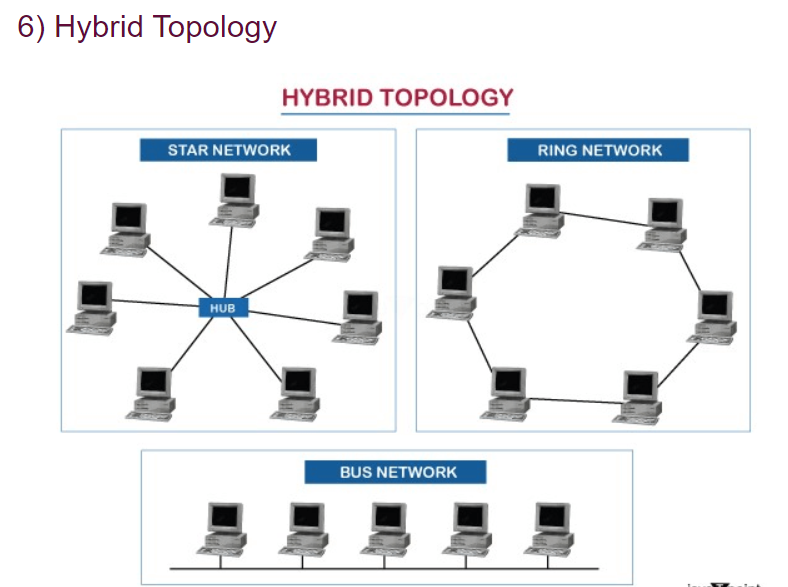 6) Hybrid Topology
HYBRID TOPOLOGY
STAR NETWORK
RING NETWORK
HUB
BUS NETWORK